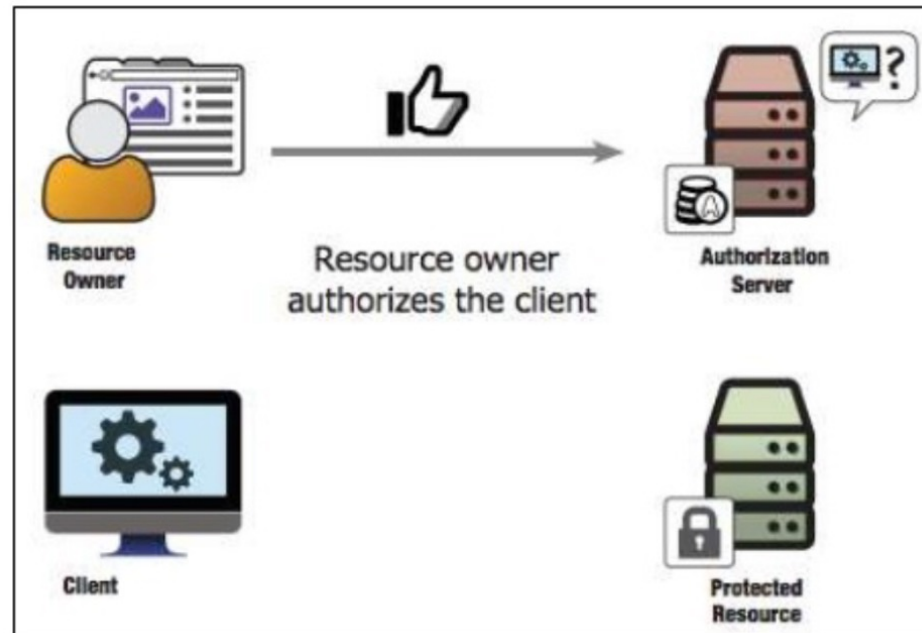 ?
Resource
Owner
Resource owner
authorizes the client
A
Authorization
Server
Client
Protected
Resource